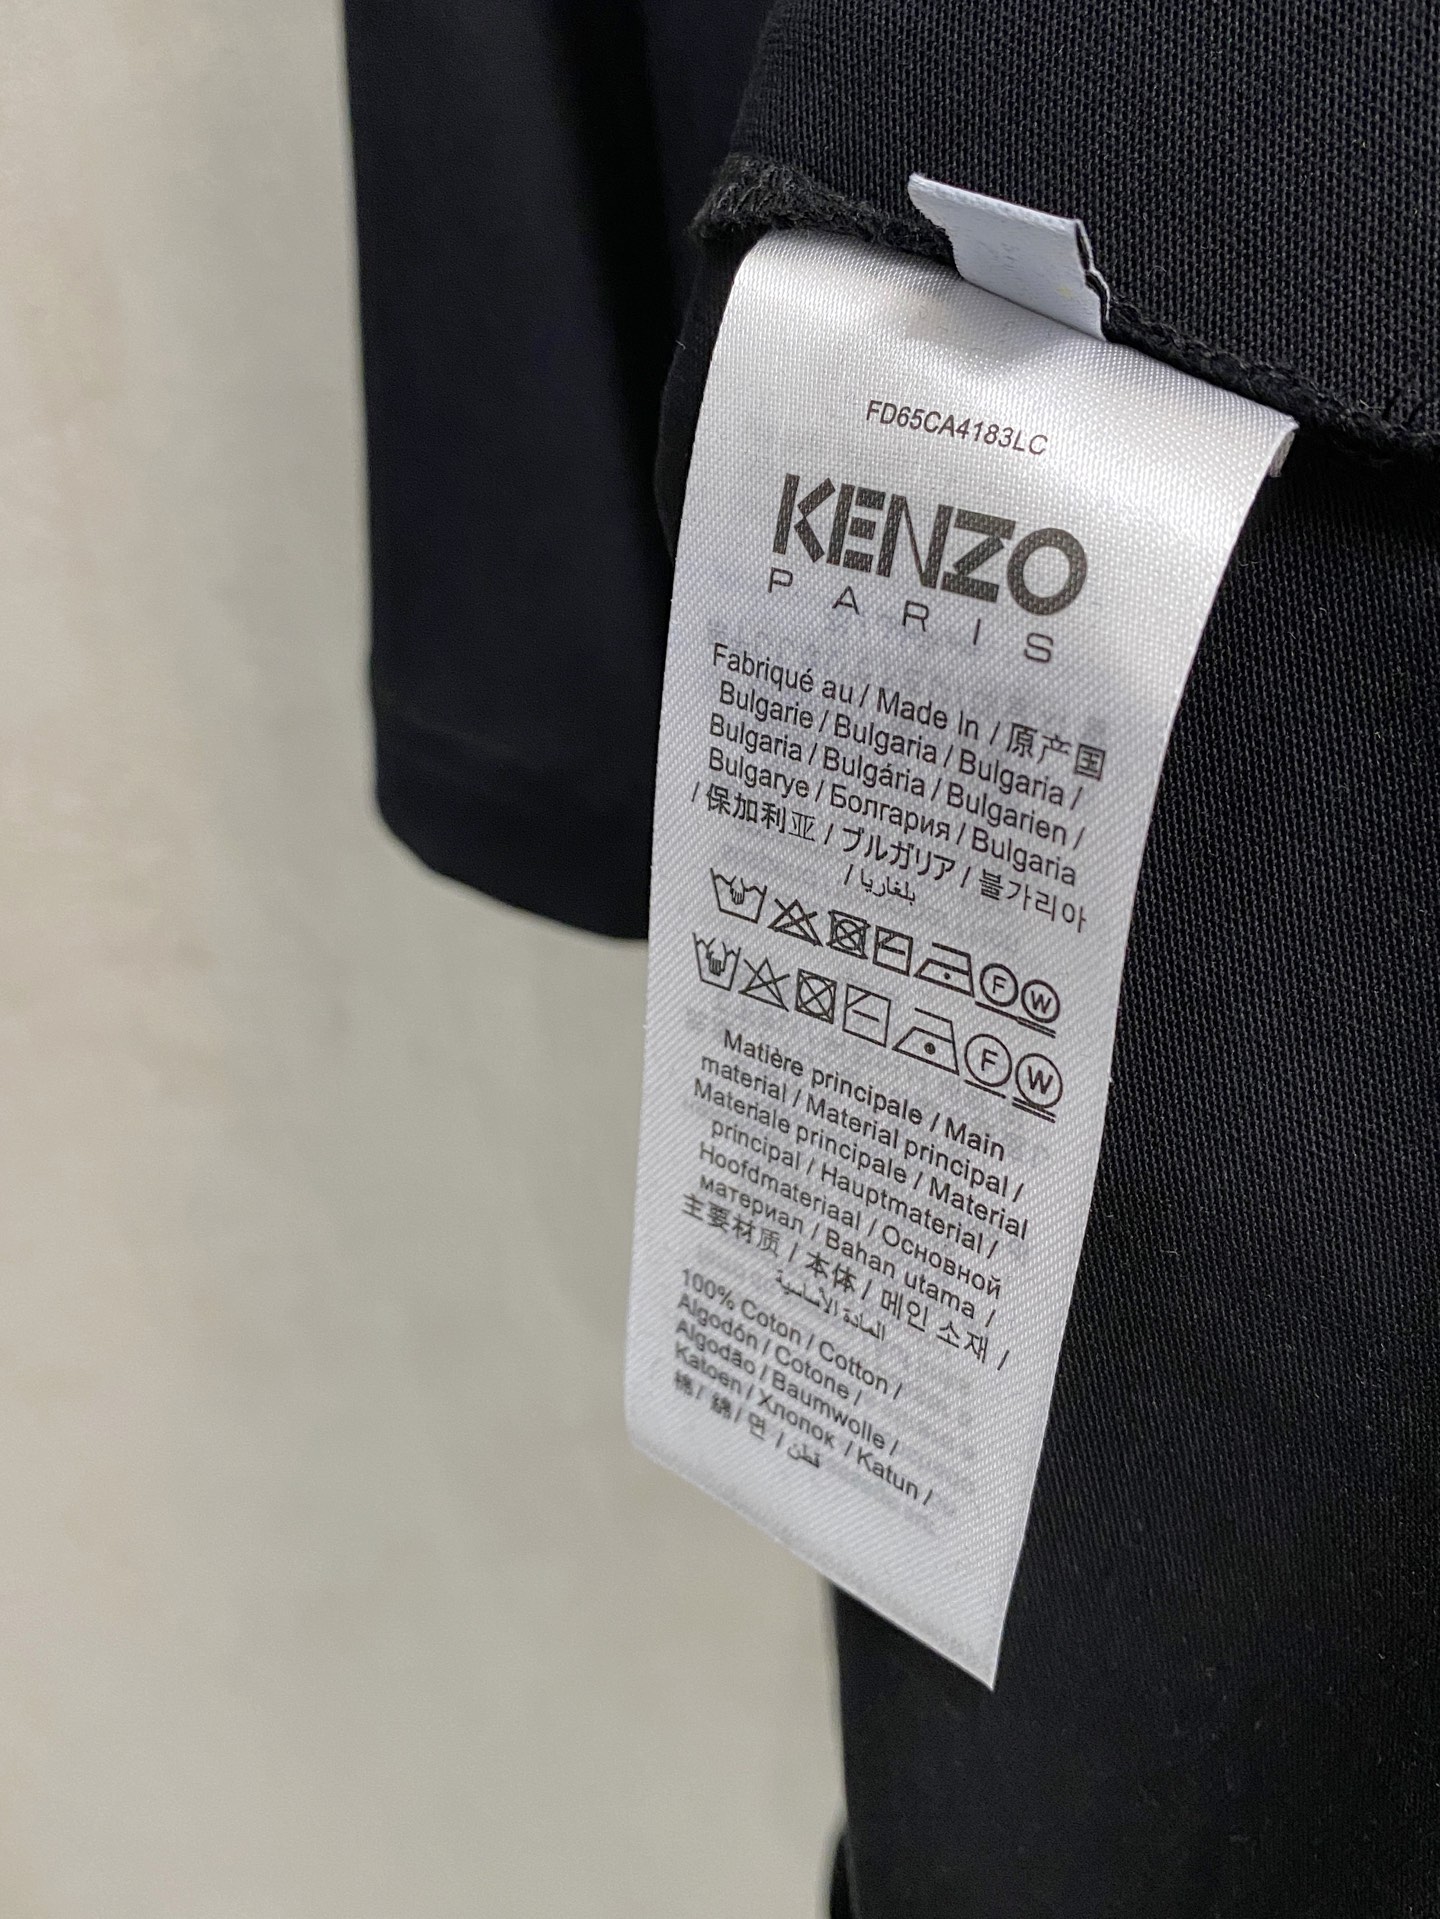 FD65CA4183LC
KENZO
PARIS
Fabriqué au / Made In / 原产国
Bulgarie / Bulgaria / Bulgaria /
Bulgaria / Bulgária / Bulgarien /
Bulgarye / Болгария / Bulgaria
/ 保加利亚 / ブルガリア / 불가리아
/ بلغاريا
F W
F W
Matière principale / Main
material / Material principal /
Materiale principale / Material
principal / Hauptmaterial /
Hoofdmateriaal / Основной
материал / Bahan utama /
主要材质 / 本体 / 메인 소재 /
المادة الأساسية
100% Coton / Cotton /
Algodón / Cotone /
Algodão / Baumwolle /
Katoen / Хлопок / Katun /
棉 / 綿 / 면 / قطن